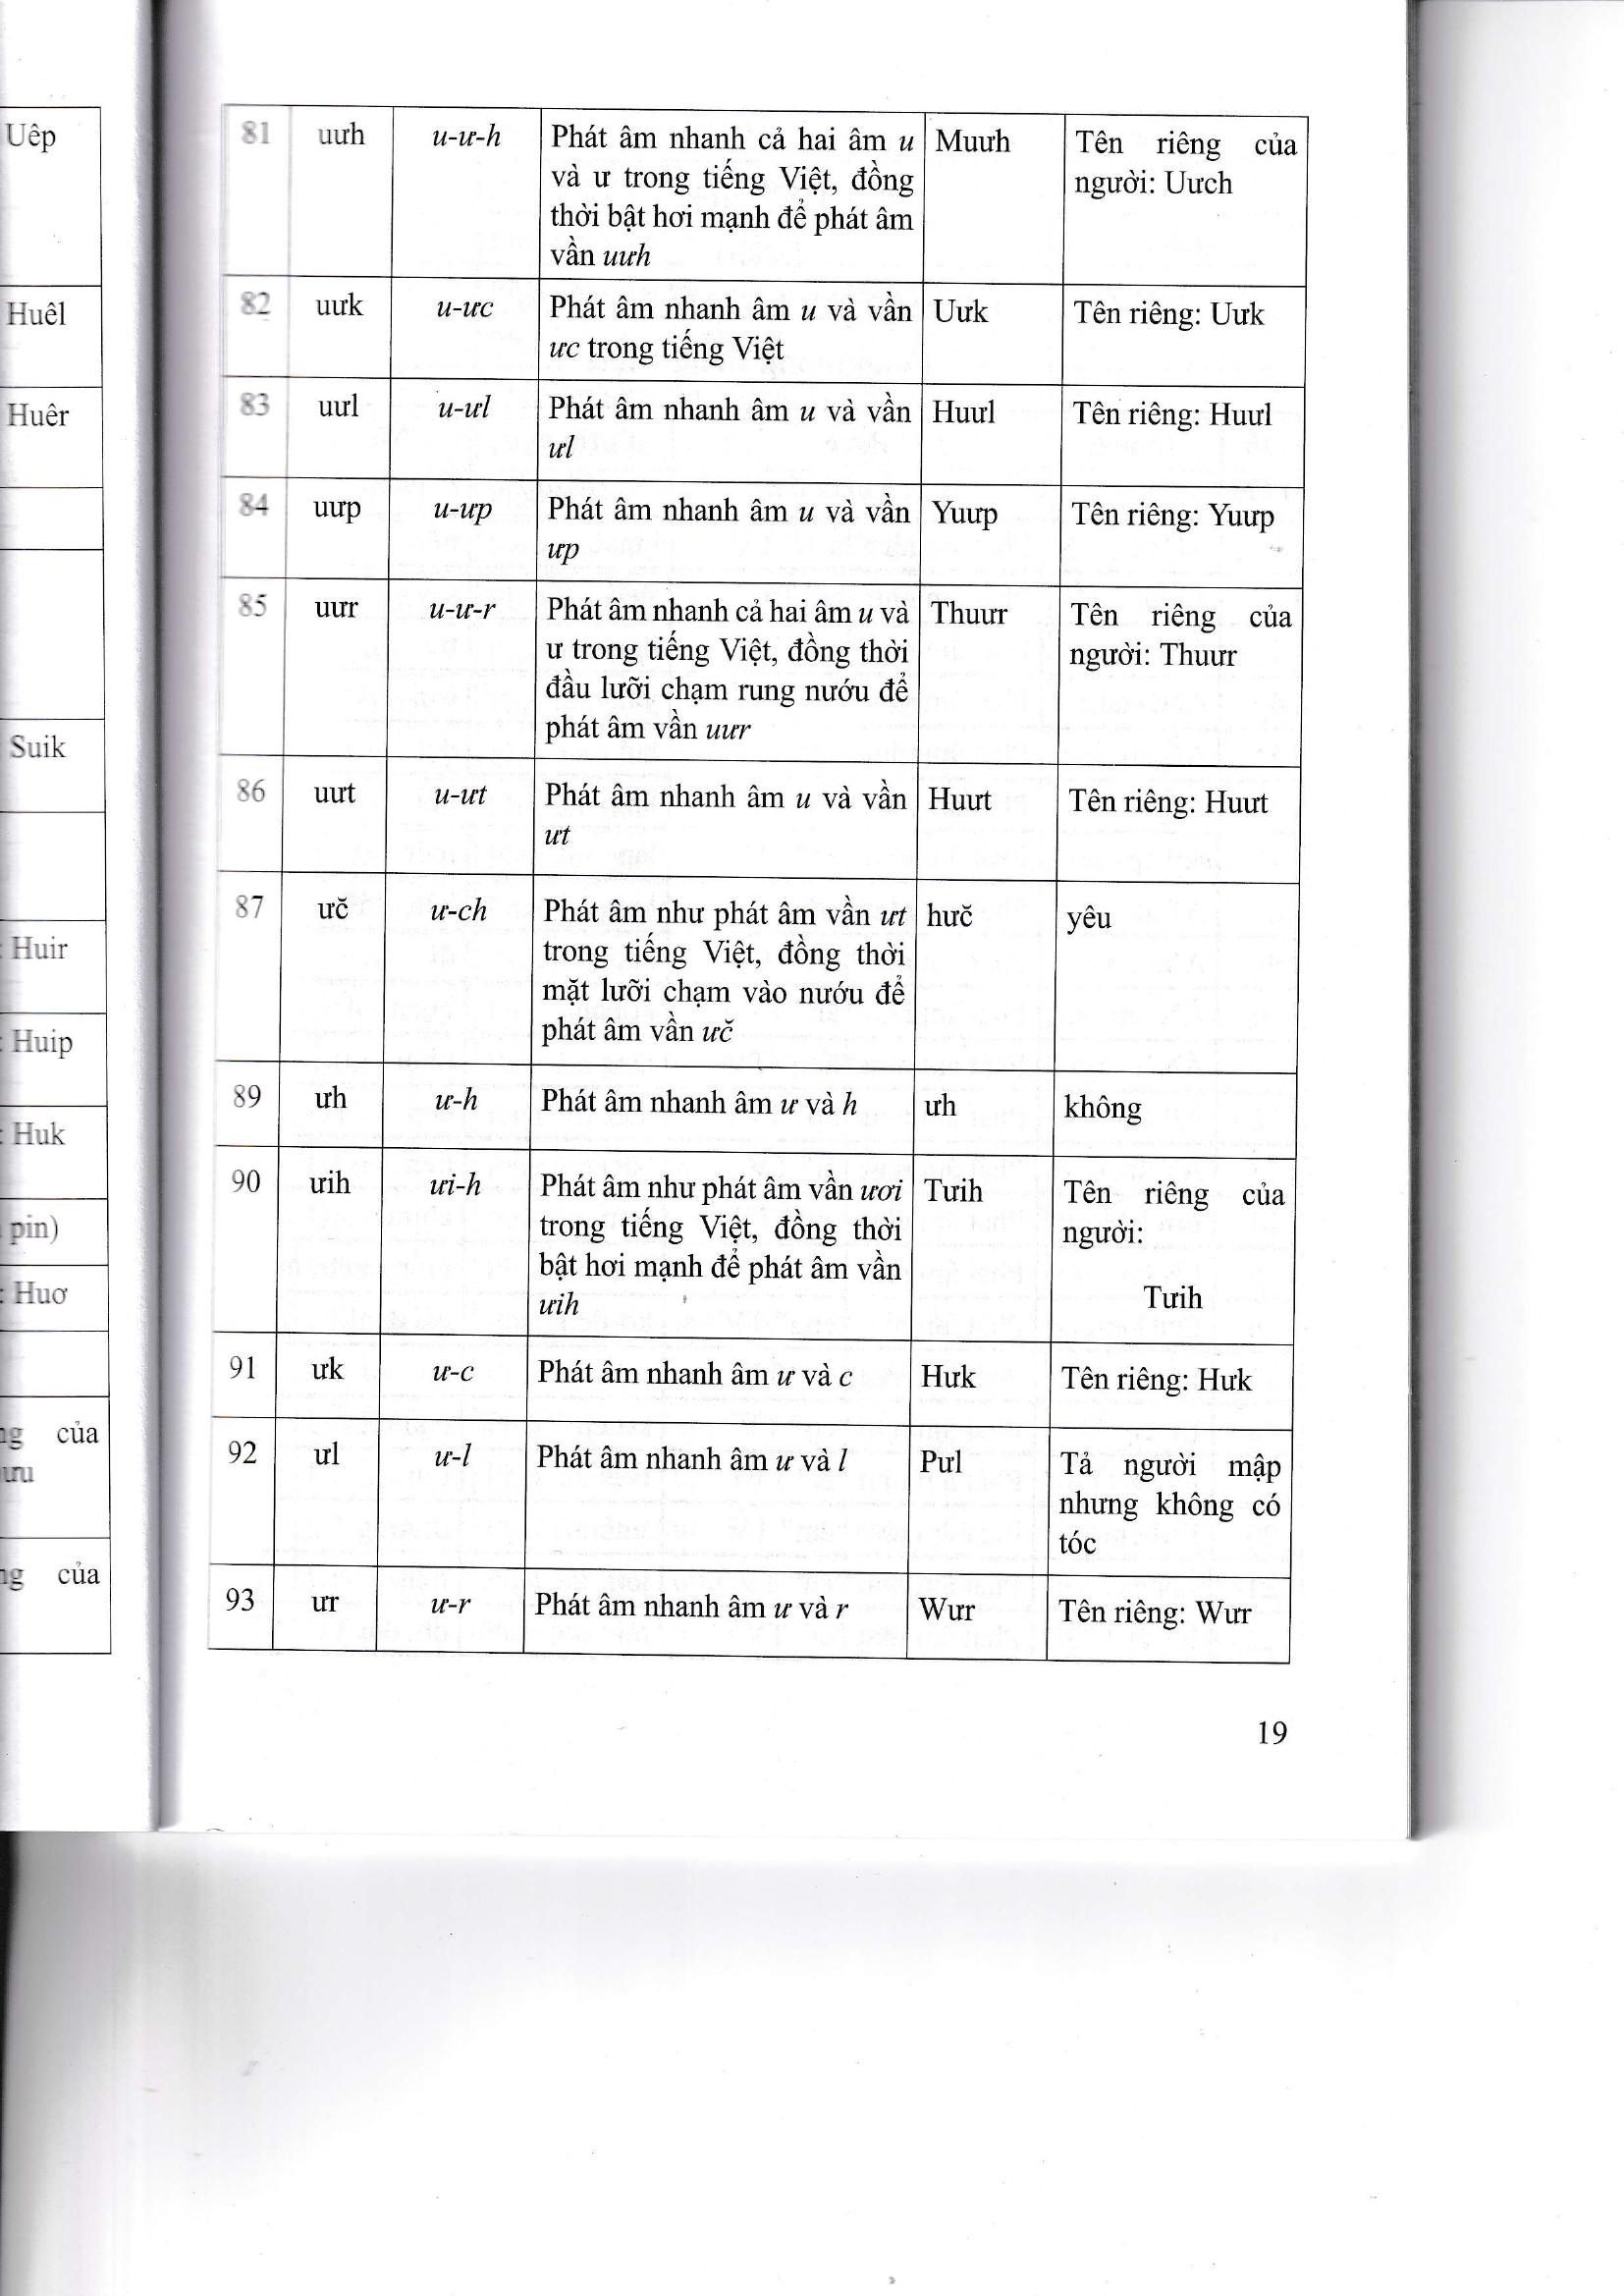 Uêp
Huêl
Huêr
Suik
: Huir
: Huip
: Huk
pin)
: Huơ
ng của
ưu
ng của
81 uưh u-ư-h Phát âm nhanh cả hai âm u Muưh Tên riêng của
và ư trong tiếng Việt, đồng người: Uưch
thời bật hơi mạnh để phát âm
vần uưh
82 uưk u-ưc Phát âm nhanh âm u và vần Uưk Tên riêng: Uưk
ưc trong tiếng Việt
83 uưl u-ưl Phát âm nhanh âm u và vần Huưl Tên riêng: Huưl
ưl
84 uưp u-ưp Phát âm nhanh âm u và vần Yuưp Tên riêng: Yuưp
ưp
85 uưr u-ư-r Phát âm nhanh cả hai âm u và Thuưr Tên riêng của
ư trong tiếng Việt, đồng thời người: Thuưr
đầu lưỡi chạm rung nướu để
phát âm vần uưr
86 uưt u-ưt Phát âm nhanh âm u và vần Huưt Tên riêng: Huưt
ưt
87 ưč ư-ch Phát âm như phát âm vần ưt hưč yêu
trong tiếng Việt, đồng thời
mặt lưỡi chạm vào nướu để
phát âm vần ưč
89 ưh ư-h Phát âm nhanh âm ư và h ưh không
90 ưih ưi-h Phát âm như phát âm vần ươi Tưih Tên riêng của
trong tiếng Việt, đồng thời người:
bật hơi mạnh để phát âm vần Tưih
ưih
91 ưk ư-c Phát âm nhanh âm ư và c Hưk Tên riêng: Hưk
92 ưl ư-l Phát âm nhanh âm ư và l Pưl Tả người mập
nhưng không có
tóc
93 ưr ư-r Phát âm nhanh âm ư và r Wưr Tên riêng: Wưr
19